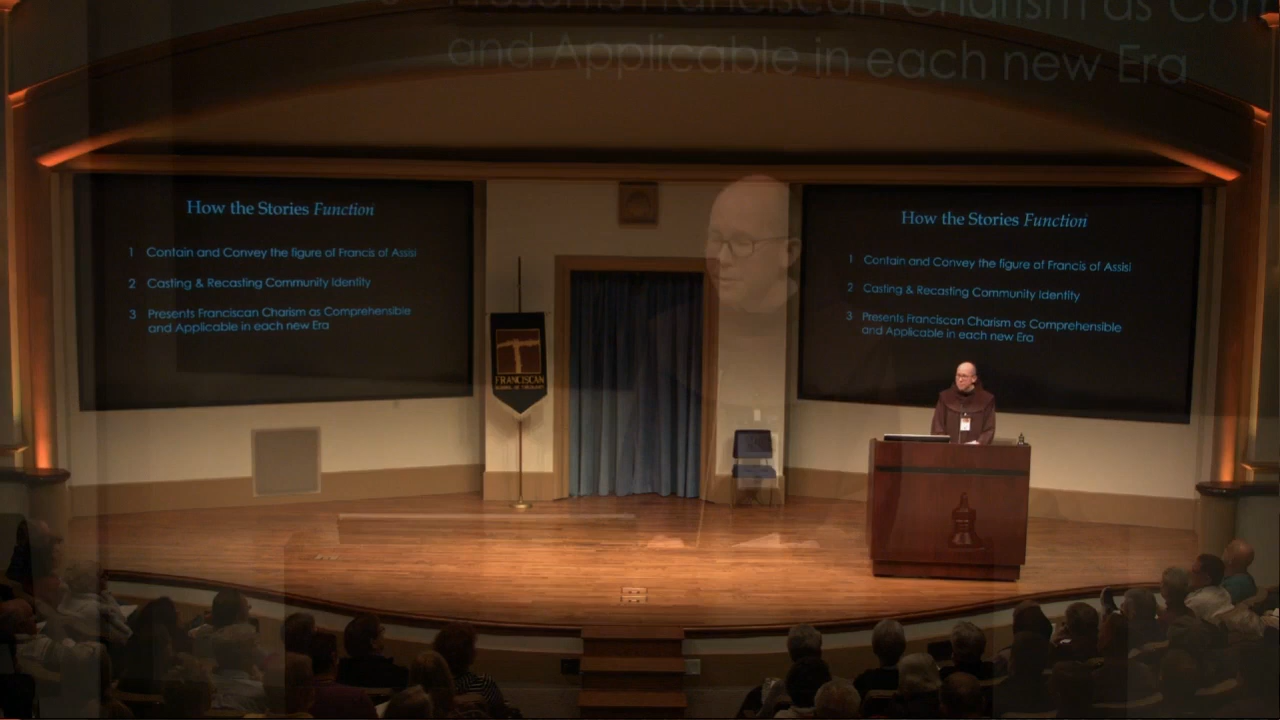 Presents Franciscan Charism as Com
and Applicable in each new Era
How the Stories Function
1 Contain and Convey the figure of Francis of Assisi
2 Casting & Recasting Community Identity
3 Presents Franciscan Charism as Comprehensible
and Applicable in each new Era
FRANCISCAN
SCHOOL OF THEOLOGY
How the Stories Function
1 Contain and Convey the figure of Francis of Assisi
2 Casting & Recasting Community Identity
3 Presents Franciscan Charism as Comprehensible
and Applicable in each new Era